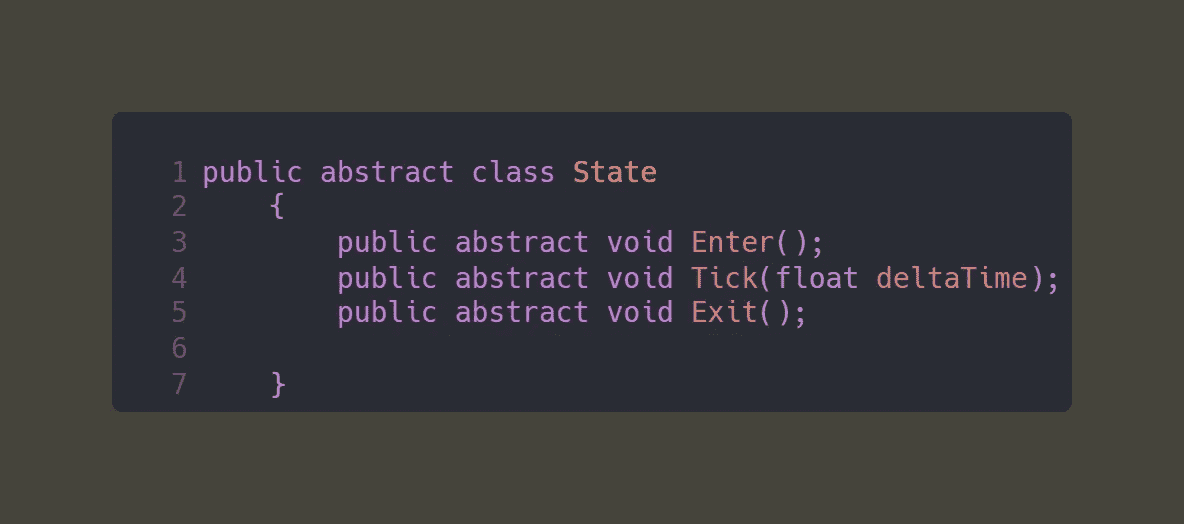 1 public abstract class State
2     {
3         public abstract void Enter();
4         public abstract void Tick(float deltaTime);
5         public abstract void Exit();
6
7     }